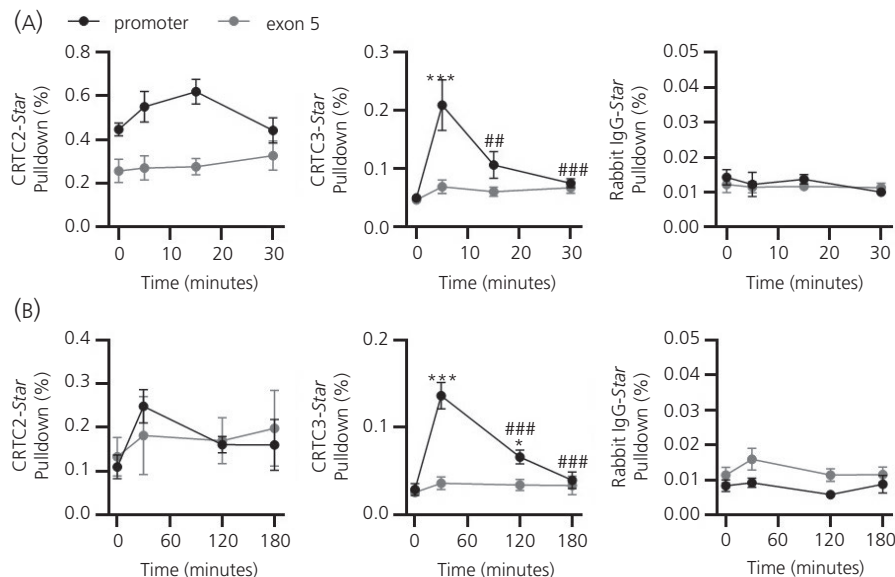 (A)
promoter exon 5
CRTC2-Star
Pulldown (%)
0.8
0.6
0.4
0.2
0.0
0 10 20 30
Time (minutes)
CRTC3-Star
Pulldown (%)
0.3
0.2
0.1
0.0
***
##
###
0 10 20 30
Time (minutes)
Rabbit IgG-Star
Pulldown (%)
0.05
0.04
0.03
0.02
0.01
0.00
0 10 20 30
Time (minutes)
(B)
CRTC2-Star
Pulldown (%)
0.4
0.3
0.2
0.1
0.0
0 60 120 180
Time (minutes)
CRTC3-Star
Pulldown (%)
0.2
0.1
0.0
***
###
*
###
0 60 120 180
Time (minutes)
Rabbit IgG-Star
Pulldown (%)
0.05
0.04
0.03
0.02
0.01
0.00
0 60 120 180
Time (minutes)